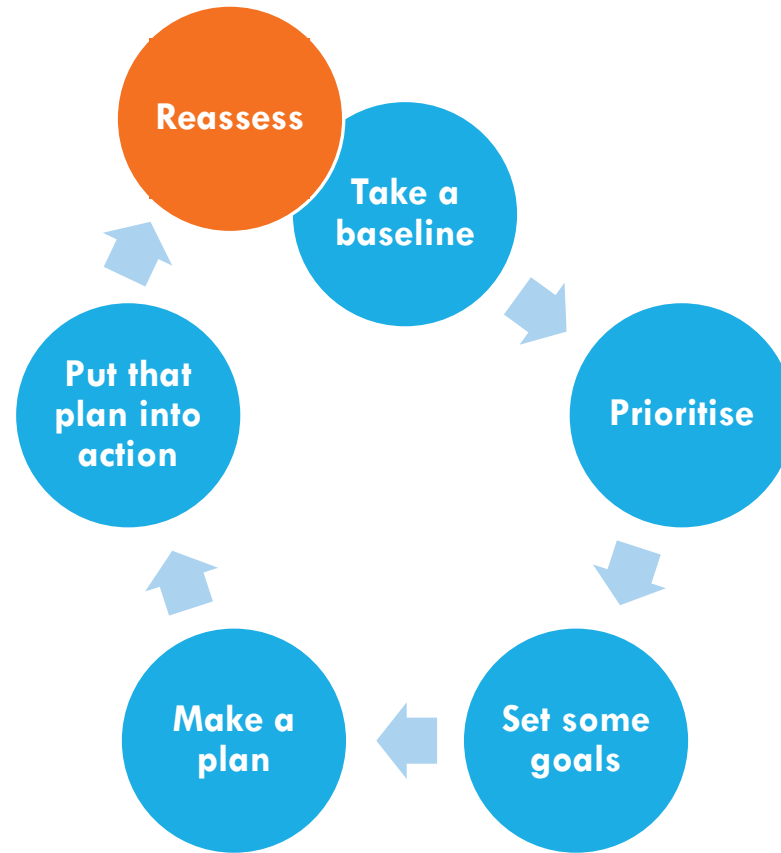 Reassess
Take a
baseline
Prioritise
Set some
goals
Make a
plan
Put that
plan into
action